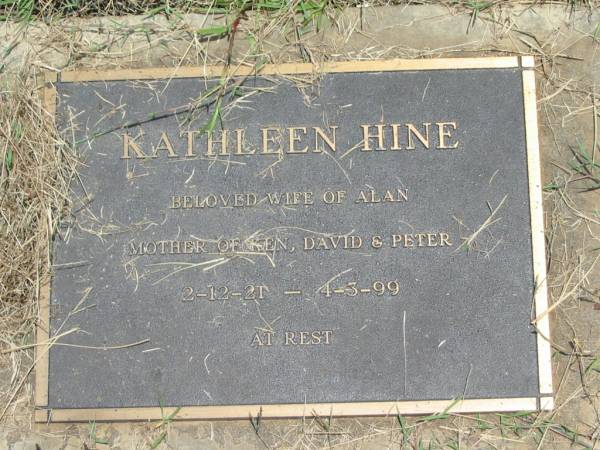 KATHLEEN HINE
BELOVED WIFE OF ALAN
MOTHER OF KEN, DAVID & PETER
2-12-21 - 4-3-99
AT REST